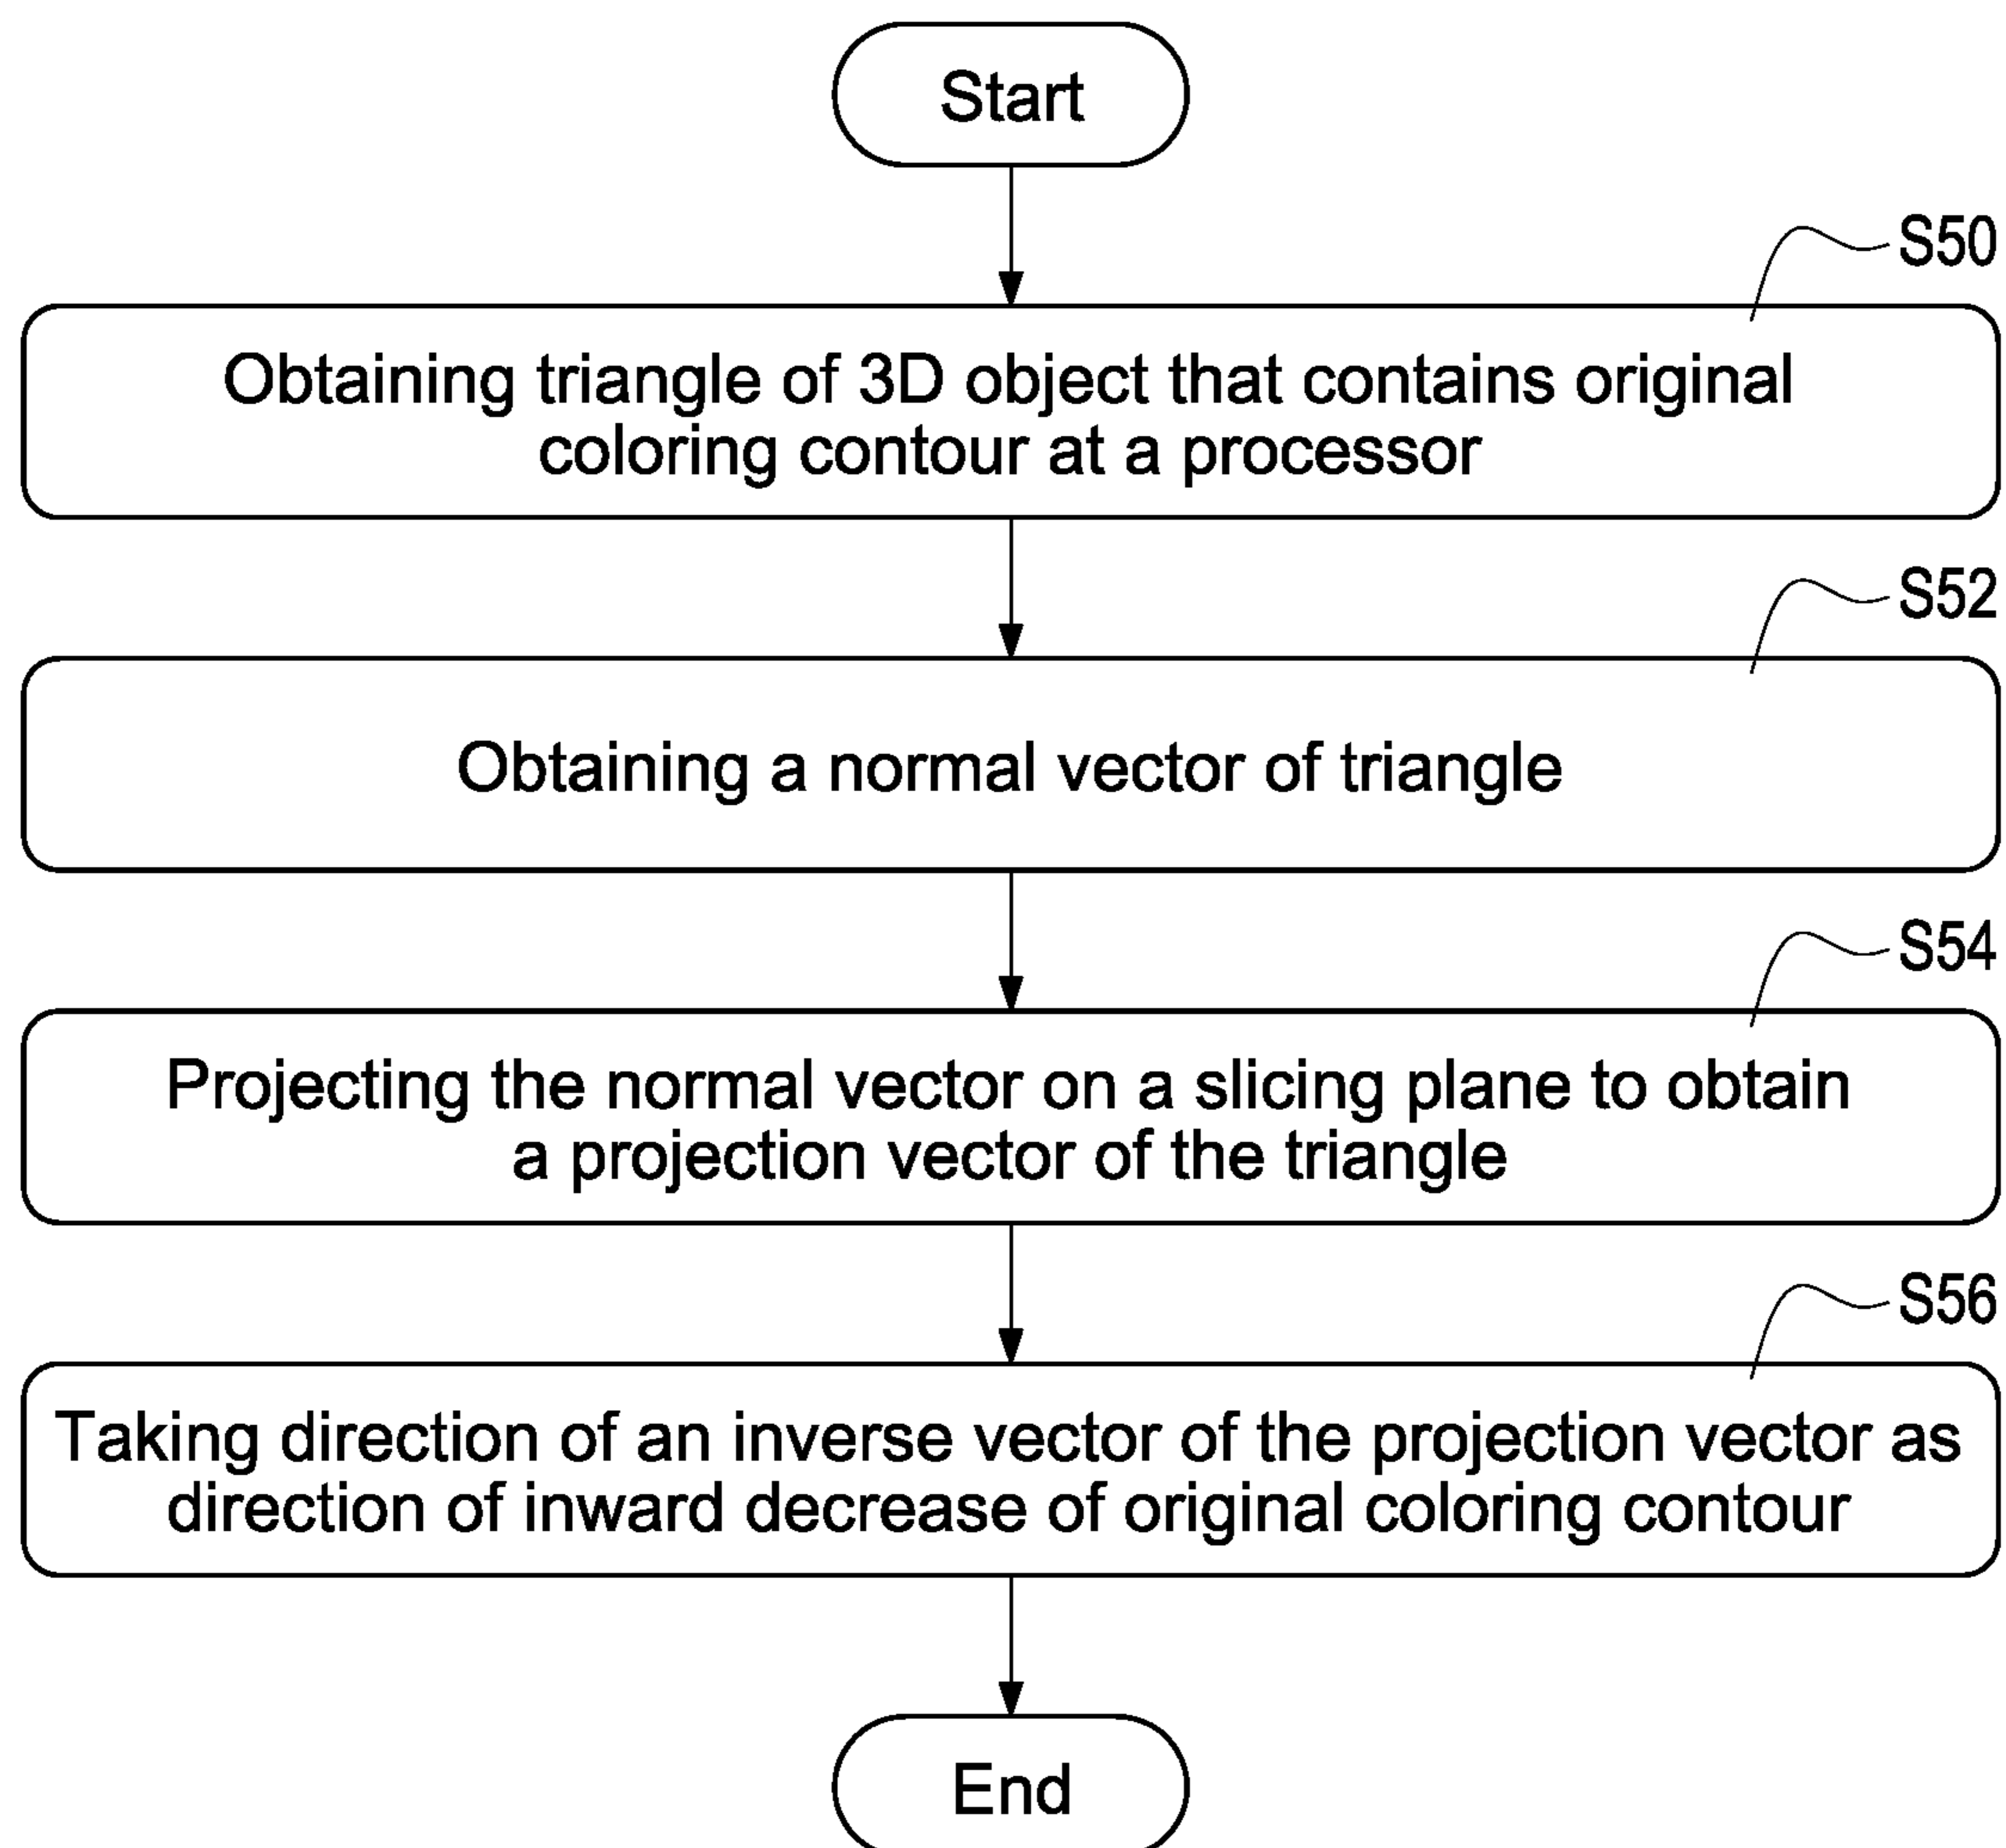 Start
S50
Obtaining triangle of 3D object that contains original
coloring contour at a processor
S52
Obtaining a normal vector of triangle
S54
Projecting the normal vector on a slicing plane to obtain
a projection vector of the triangle
S56
Taking direction of an inverse vector of the projection vector as
direction of inward decrease of original coloring contour
End